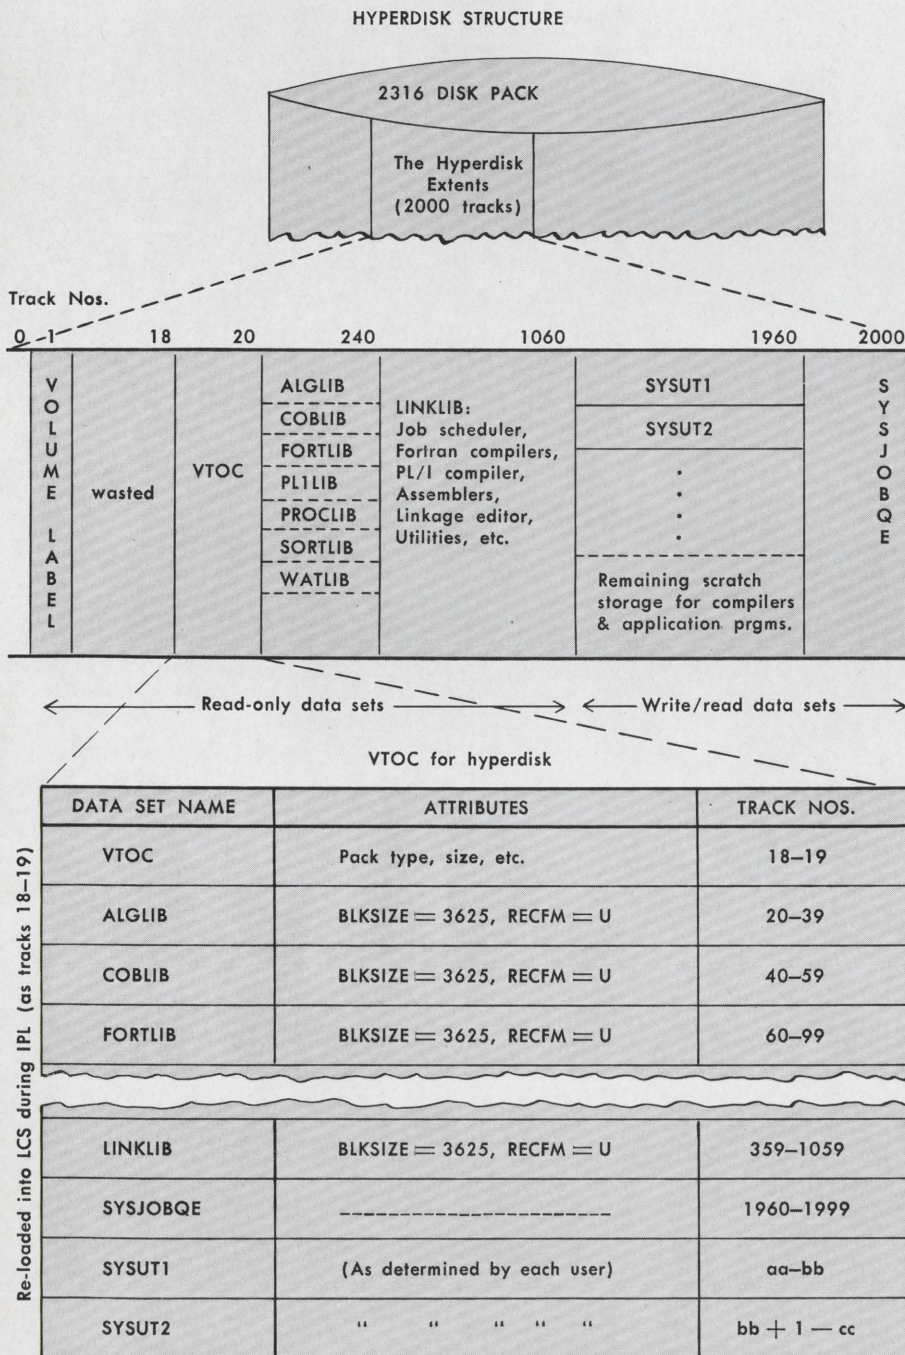 HYPERDISK STRUCTURE
2316 DISK PACK
The Hyperdisk
Extents
(2000 tracks)
Track Nos.
0 1 18 20 240 1060 1960 2000
VOLUME LABEL
wasted
VTOC
ALGLIB
COBLIB
FORTLIB
PL1LIB
PROCLIB
SORTLIB
WATLIB
LINKLIB:
Job scheduler,
Fortran compilers,
PL/I compiler,
Assemblers,
Linkage editor,
Utilities, etc.
SYSUT1
SYSUT2
.
.
.
.
Remaining scratch
storage for compilers
& application prgms.
SYSJOBQE
Read-only data sets
Write/read data sets
VTOC for hyperdisk
Re-loaded into LCS during IPL (as tracks 18–19)
DATA SET NAME ATTRIBUTES TRACK NOS.
VTOC Pack type, size, etc. 18–19
ALGLIB BLKSIZE = 3625, RECFM = U 20–39
COBLIB BLKSIZE = 3625, RECFM = U 40–59
FORTLIB BLKSIZE = 3625, RECFM = U 60–99
LINKLIB BLKSIZE = 3625, RECFM = U 359–1059
SYSJOBQE ---------------------- 1960–1999
SYSUT1 (As determined by each user) aa–bb
SYSUT2 “ “ “ “ “ bb + 1 — cc